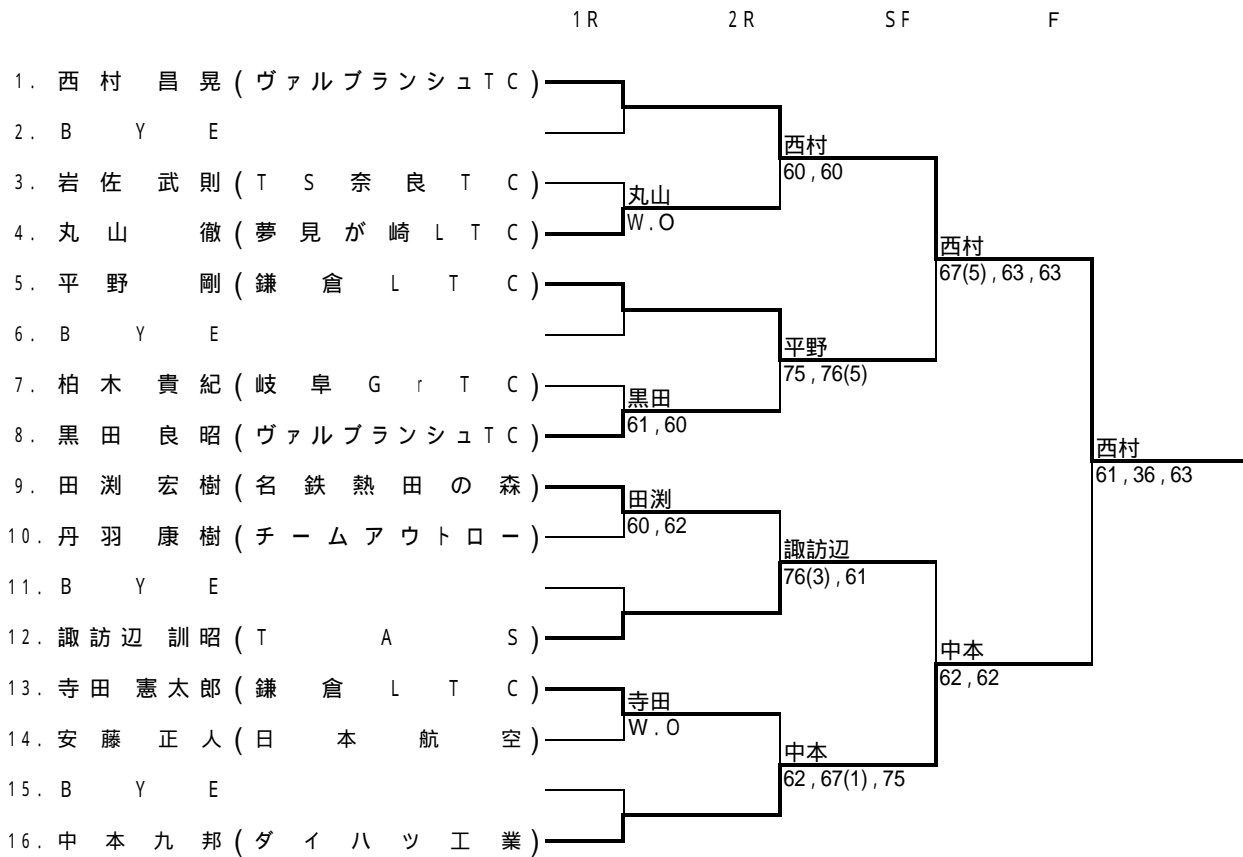 1R 2R SF F
1. 西村 昌晃 (ヴァルブランシュTC)
2. BYE
西村
60,60
3. 岩佐 武則 (TS奈良TC)
丸山
W.O
4. 丸山 徹 (夢見が崎LTC)
西村
67(5),63,63
5. 平野 剛 (鎌倉LTC)
6. BYE
平野
75,76(5)
7. 柏木 貴紀 (岐阜GrTC)
黒田
61,60
8. 黒田 良昭 (ヴァルブランシュTC)
西村
61,36,63
9. 田渕 宏樹 (名鉄熱田の森)
田渕
60,62
10. 丹羽 康樹 (チームアウトロー)
諏訪辺
76(3),61
11. BYE
12. 諏訪辺 訓昭 (TAS)
中本
62,62
13. 寺田 憲太郎 (鎌倉LTC)
寺田
W.O
14. 安藤 正人 (日本航空)
中本
62,67(1),75
15. BYE
16. 中本 九邦 (ダイハツ工業)